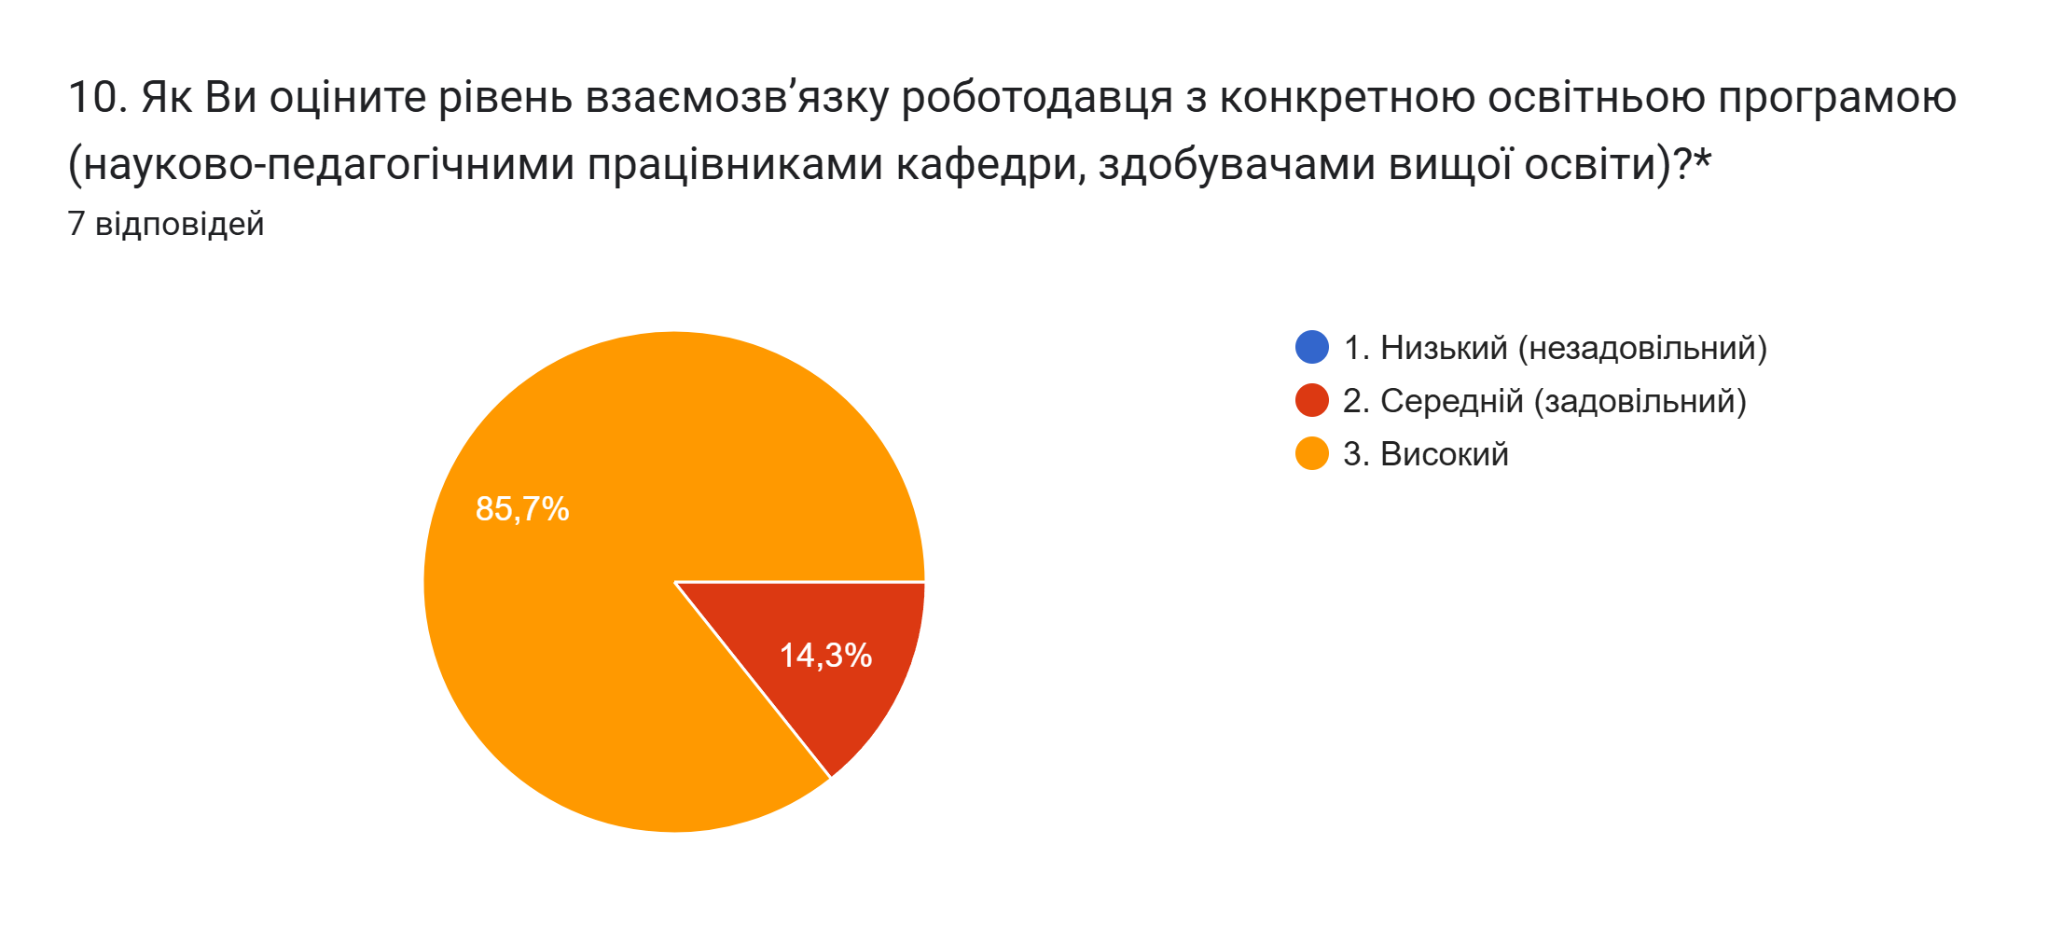 10. Як Ви оціните рівень взаємозв’язку роботодавця з конкретною освітньою програмою
(науково-педагогічними працівниками кафедри, здобувачами вищої освіти)?*
7 відповідей
1. Низький (незадовільний)
2. Середній (задовільний)
3. Високий
85,7%
14,3%